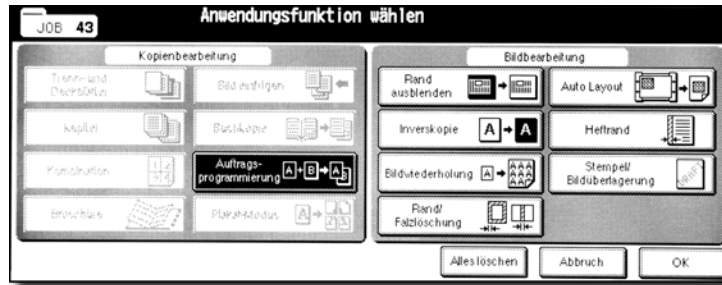 JOB 43
Anwendungsfunktion wählen
Kopienbearbeitung
Bildbearbeitung
Trenn- und
Deckblätter
Bild einfügen
Rand
ausblenden
Auto Layout
Kapitel
Buchkopie
Inverskopie
Heftrand
Kombination
Auftrags-
programmierung
Bildwiederholung
Stempel/
Bildüberlagerung
Broschüre
Plakat-Modus
Rand/
Falzlöschung
Alles löschen
Abbruch
OK